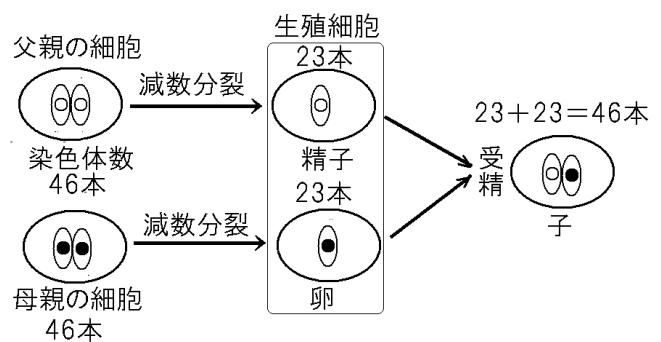 生殖細胞
父親の細胞
減数分裂
23本
精子
染色体数
46本
23+23=46本
受精
子
23本
減数分裂
卵
母親の細胞
46本